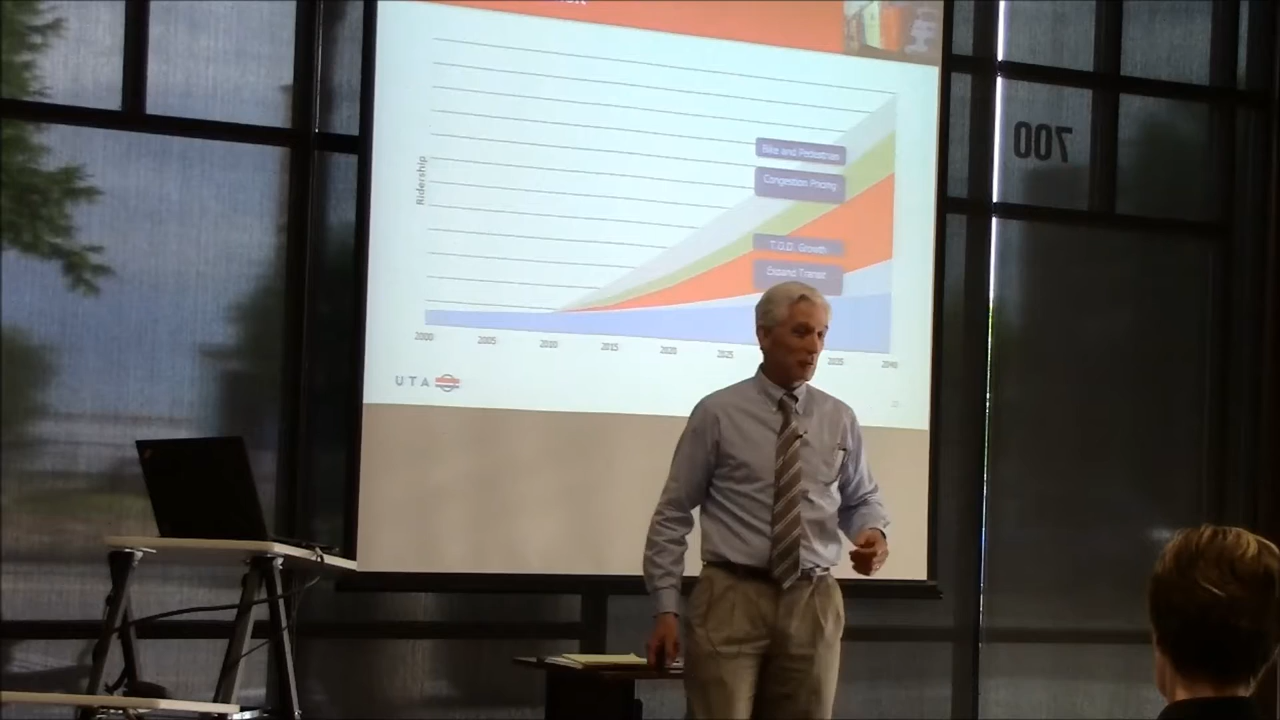 Ridership
Bike and Pedestrian
Congestion Pricing
T.O.D. Growth
Expand Transit
2000 2005 2010 2015 2020 2025 2035 2040
UTA
700